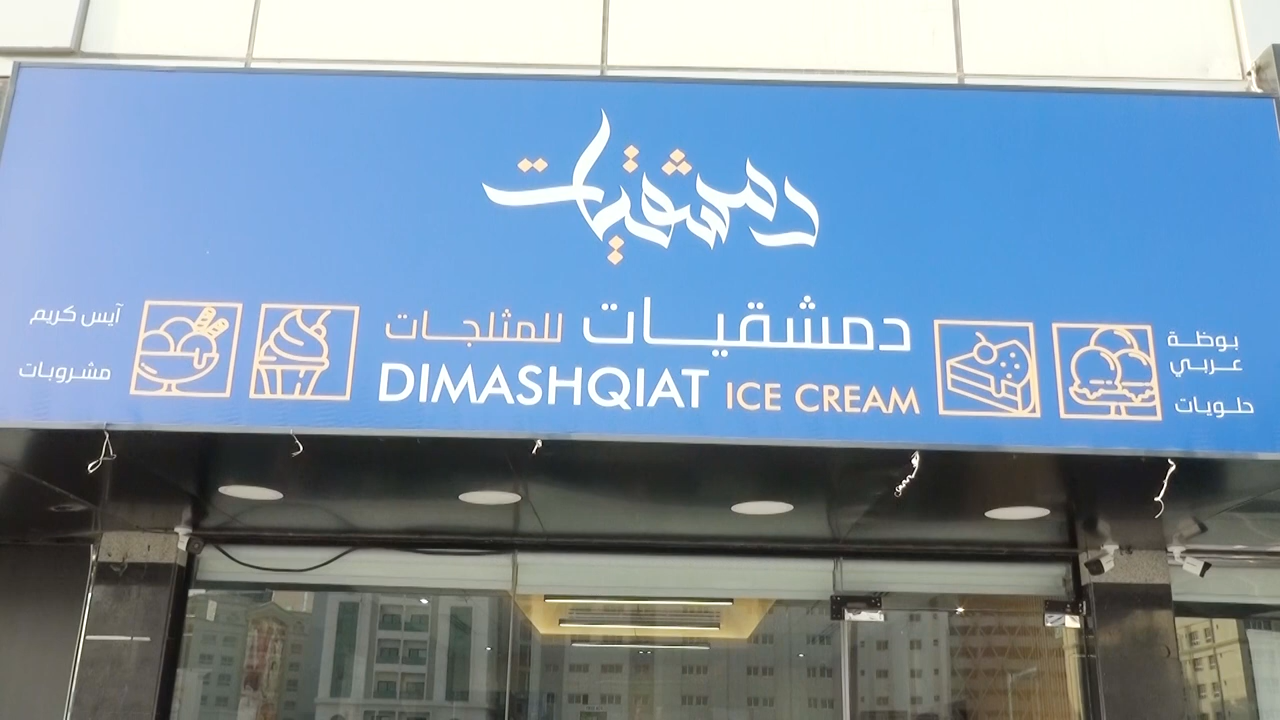 دمشقيات
دمشقيات للمثلجات
DIMASHQIAT ICE CREAM
بوظة
عربي
حلويات
آيس كريم
مشروبات